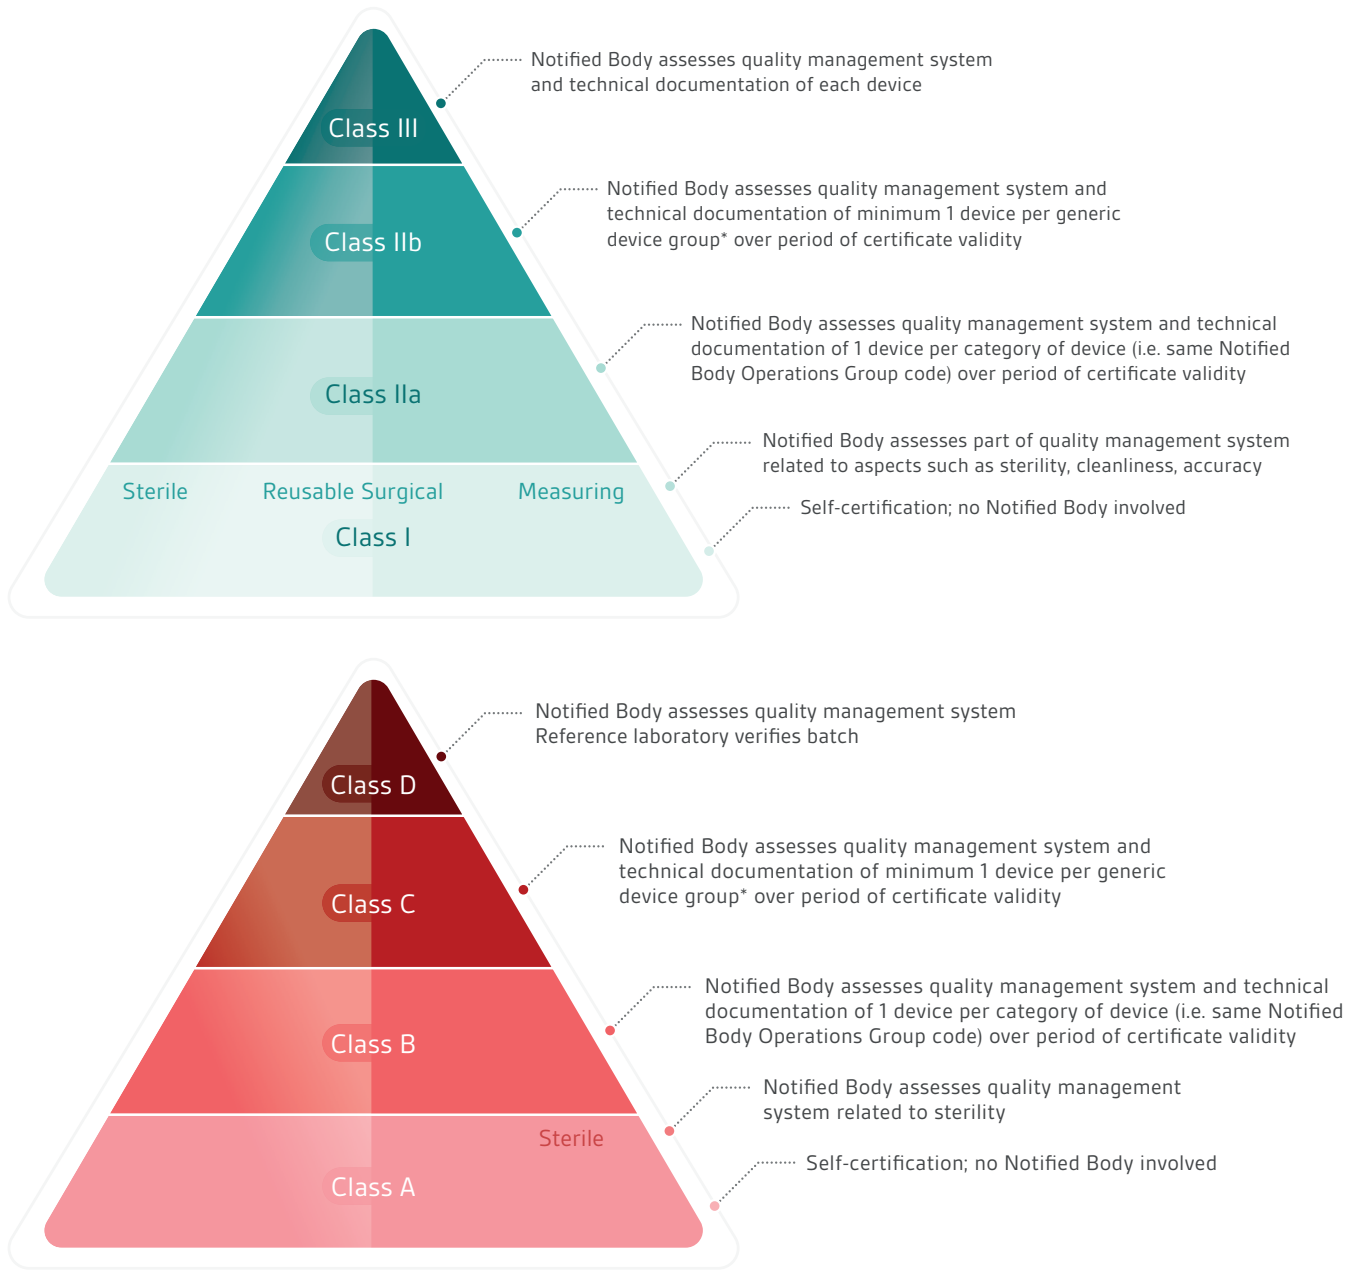 Notified Body assesses quality management system
and technical documentation of each device
Class III
Notified Body assesses quality management system and
technical documentation of minimum 1 device per generic
device group* over period of certificate validity
Class IIb
Notified Body assesses quality management system and technical
documentation of 1 device per category of device (i.e. same Notified
Body Operations Group code) over period of certificate validity
Class IIa
Notified Body assesses part of quality management system
related to aspects such as sterility, cleanliness, accuracy
Sterile Reusable Surgical Measuring
Self-certification; no Notified Body involved
Class I
Notified Body assesses quality management system
Reference laboratory verifies batch
Class D
Notified Body assesses quality management system and
technical documentation of minimum 1 device per generic
device group* over period of certificate validity
Class C
Notified Body assesses quality management system and technical
documentation of 1 device per category of device (i.e. same Notified
Body Operations Group code) over period of certificate validity
Class B
Notified Body assesses quality management
system related to sterility
Sterile
Self-certification; no Notified Body involved
Class A